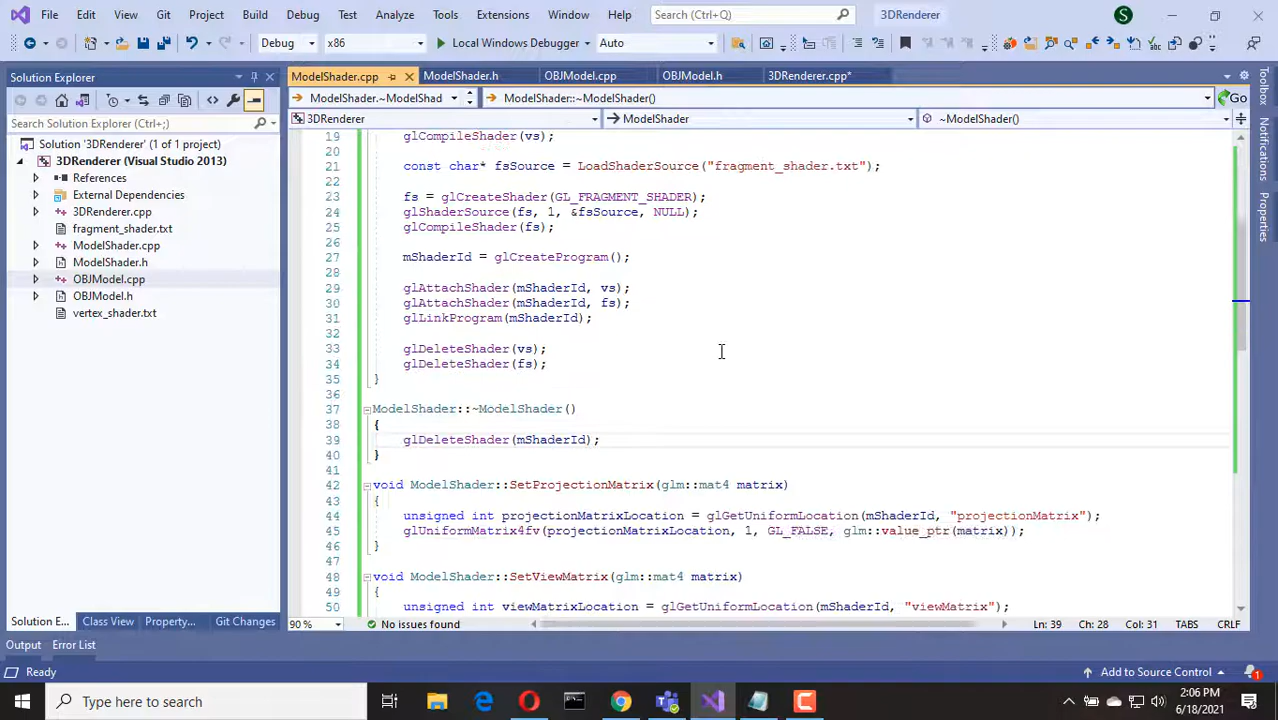 File Edit View Git Project Build Debug Test Analyze Tools Extensions Window Help Search (Ctrl+Q) 3DRenderer S
Debug x86 Local Windows Debugger Auto
Solution Explorer
Search Solution Explorer (Ctrl+;)
Solution '3DRenderer' (1 of 1 project)
3DRenderer (Visual Studio 2013)
References
External Dependencies
3DRenderer.cpp
fragment_shader.txt
ModelShader.cpp
ModelShader.h
OBJModel.cpp
OBJModel.h
vertex_shader.txt
Solution E... Class View Property... Git Changes
ModelShader.cpp ModelShader.h OBJModel.cpp OBJModel.h 3DRenderer.cpp*
ModelShader.~ModelShad ModelShader::~ModelShader() Go
3DRenderer ModelShader ~ModelShader()
19 glCompileShader(vs);
20
21 const char* fsSource = LoadShaderSource("fragment_shader.txt");
22
23 fs = glCreateShader(GL_FRAGMENT_SHADER);
24 glShaderSource(fs, 1, &fsSource, NULL);
25 glCompileShader(fs);
26
27 mShaderId = glCreateProgram();
28
29 glAttachShader(mShaderId, vs);
30 glAttachShader(mShaderId, fs);
31 glLinkProgram(mShaderId);
32
33 glDeleteShader(vs);
34 glDeleteShader(fs);
35 }
36
37 ModelShader::~ModelShader()
38 {
39 glDeleteShader(mShaderId);
40 }
41
42 void ModelShader::SetProjectionMatrix(glm::mat4 matrix)
43 {
44 unsigned int projectionMatrixLocation = glGetUniformLocation(mShaderId, "projectionMatrix");
45 glUniformMatrix4fv(projectionMatrixLocation, 1, GL_FALSE, glm::value_ptr(matrix));
46 }
47
48 void ModelShader::SetViewMatrix(glm::mat4 matrix)
49 {
50 unsigned int viewMatrixLocation = glGetUniformLocation(mShaderId, "viewMatrix");
90 % No issues found Ln: 39 Ch: 28 Col: 31 TABS CRLF
Toolbox
Properties
Output Error List
Ready Add to Source Control 1
Type here to search
2:06 PM
6/18/2021